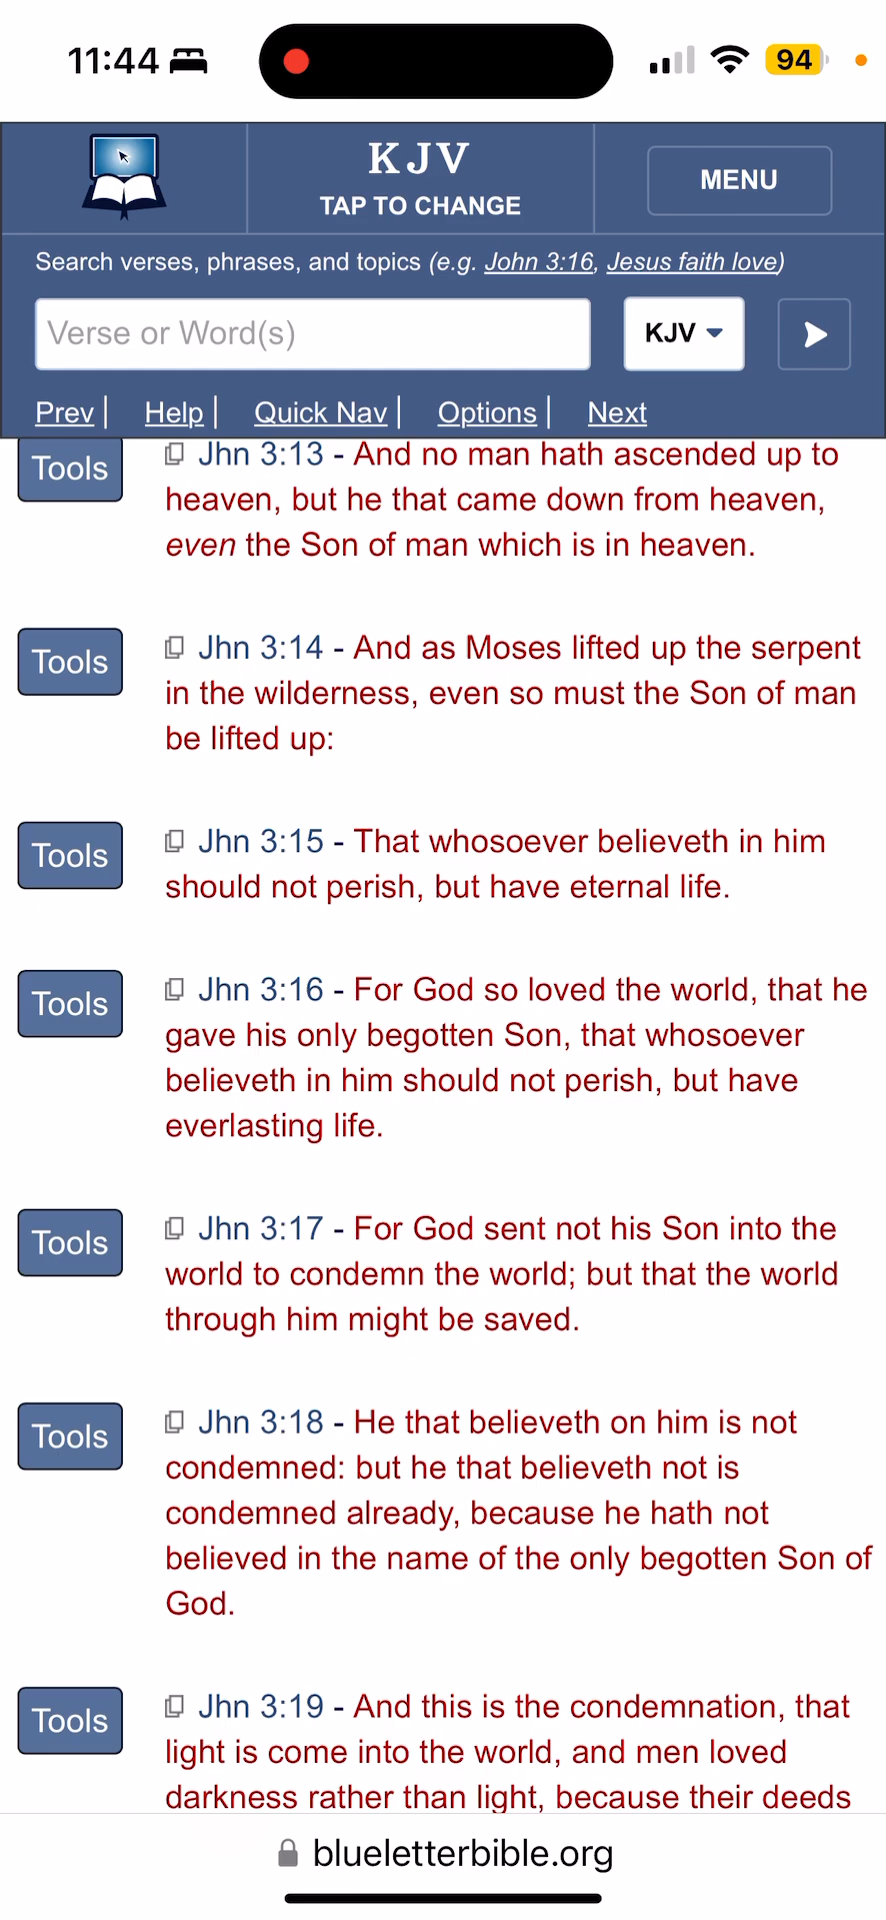 11:44
94
KJV
TAP TO CHANGE
MENU
Search verses, phrases, and topics (e.g. John 3:16, Jesus faith love)
Verse or Word(s)
KJV
Prev | Help | Quick Nav | Options | Next
Tools
Jhn 3:13 - And no man hath ascended up to
heaven, but he that came down from heaven,
even the Son of man which is in heaven.
Tools
Jhn 3:14 - And as Moses lifted up the serpent
in the wilderness, even so must the Son of man
be lifted up:
Tools
Jhn 3:15 - That whosoever believeth in him
should not perish, but have eternal life.
Tools
Jhn 3:16 - For God so loved the world, that he
gave his only begotten Son, that whosoever
believeth in him should not perish, but have
everlasting life.
Tools
Jhn 3:17 - For God sent not his Son into the
world to condemn the world; but that the world
through him might be saved.
Tools
Jhn 3:18 - He that believeth on him is not
condemned: but he that believeth not is
condemned already, because he hath not
believed in the name of the only begotten Son of
God.
Tools
Jhn 3:19 - And this is the condemnation, that
light is come into the world, and men loved
darkness rather than light, because their deeds
blueletterbible.org